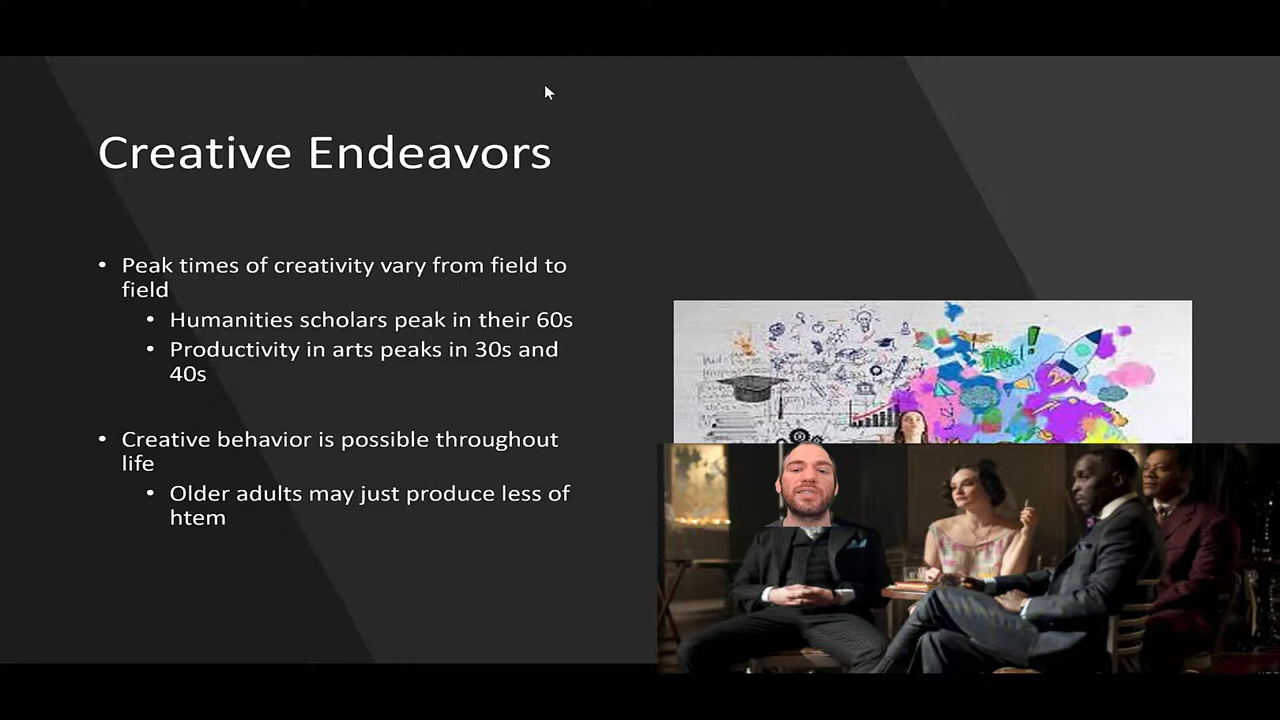 Creative Endeavors
• Peak times of creativity vary from field to
field
• Humanities scholars peak in their 60s
• Productivity in arts peaks in 30s and
40s
• Creative behavior is possible throughout
life
• Older adults may just produce less of
htem